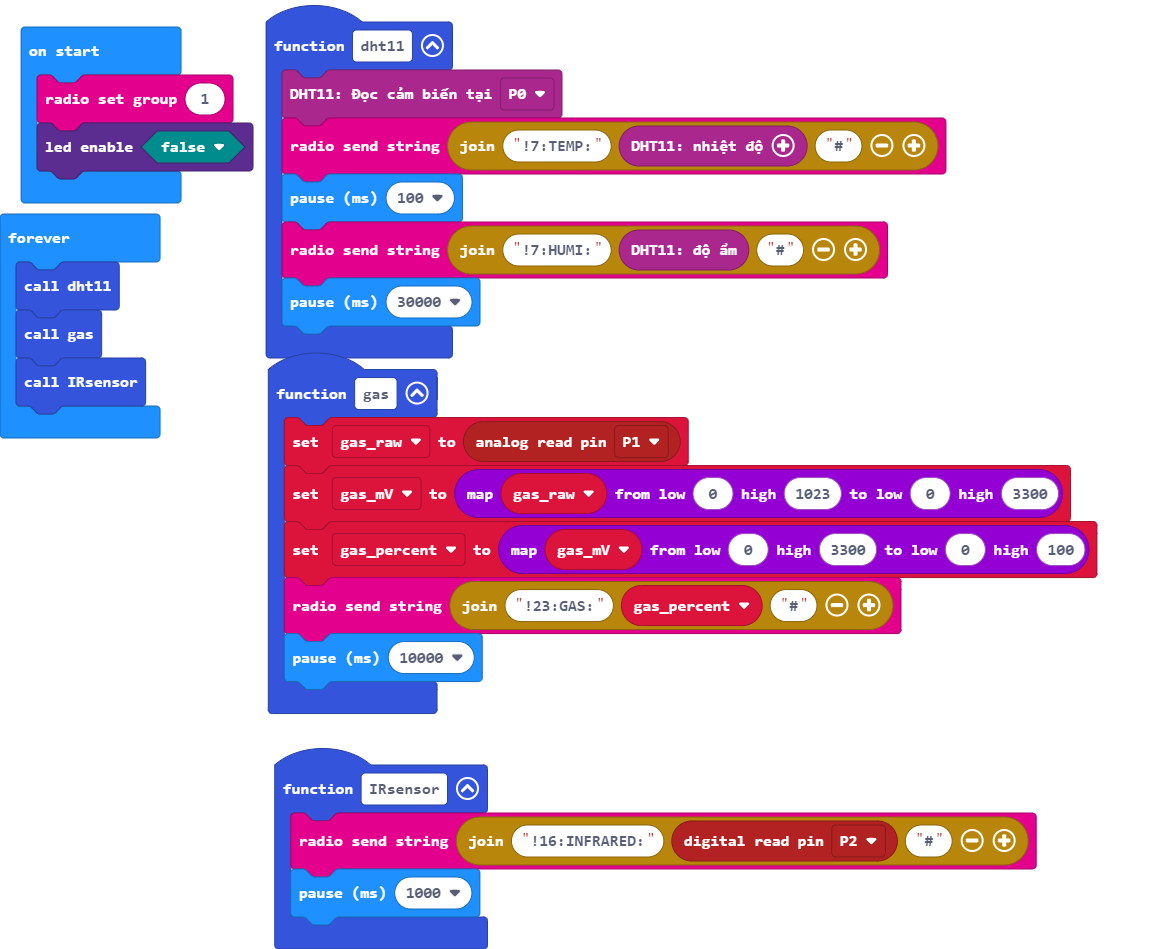 on start
radio set group 1
led enable false
forever
call dht11
call gas
call IRsensor
function dht11
DHT11: Đọc cảm biến tại P0
radio send string join "!7:TEMP:" DHT11: nhiệt độ "#"
pause (ms) 100
radio send string join "!7:HUMI:" DHT11: độ ẩm "#"
pause (ms) 30000
function gas
set gas_raw to analog read pin P1
set gas_mV to map gas_raw from low 0 high 1023 to low 0 high 3300
set gas_percent to map gas_mV from low 0 high 3300 to low 0 high 100
radio send string join "!23:GAS:" gas_percent "#"
pause (ms) 10000
function IRsensor
radio send string join "!16:INFRARED:" digital read pin P2 "#"
pause (ms) 1000